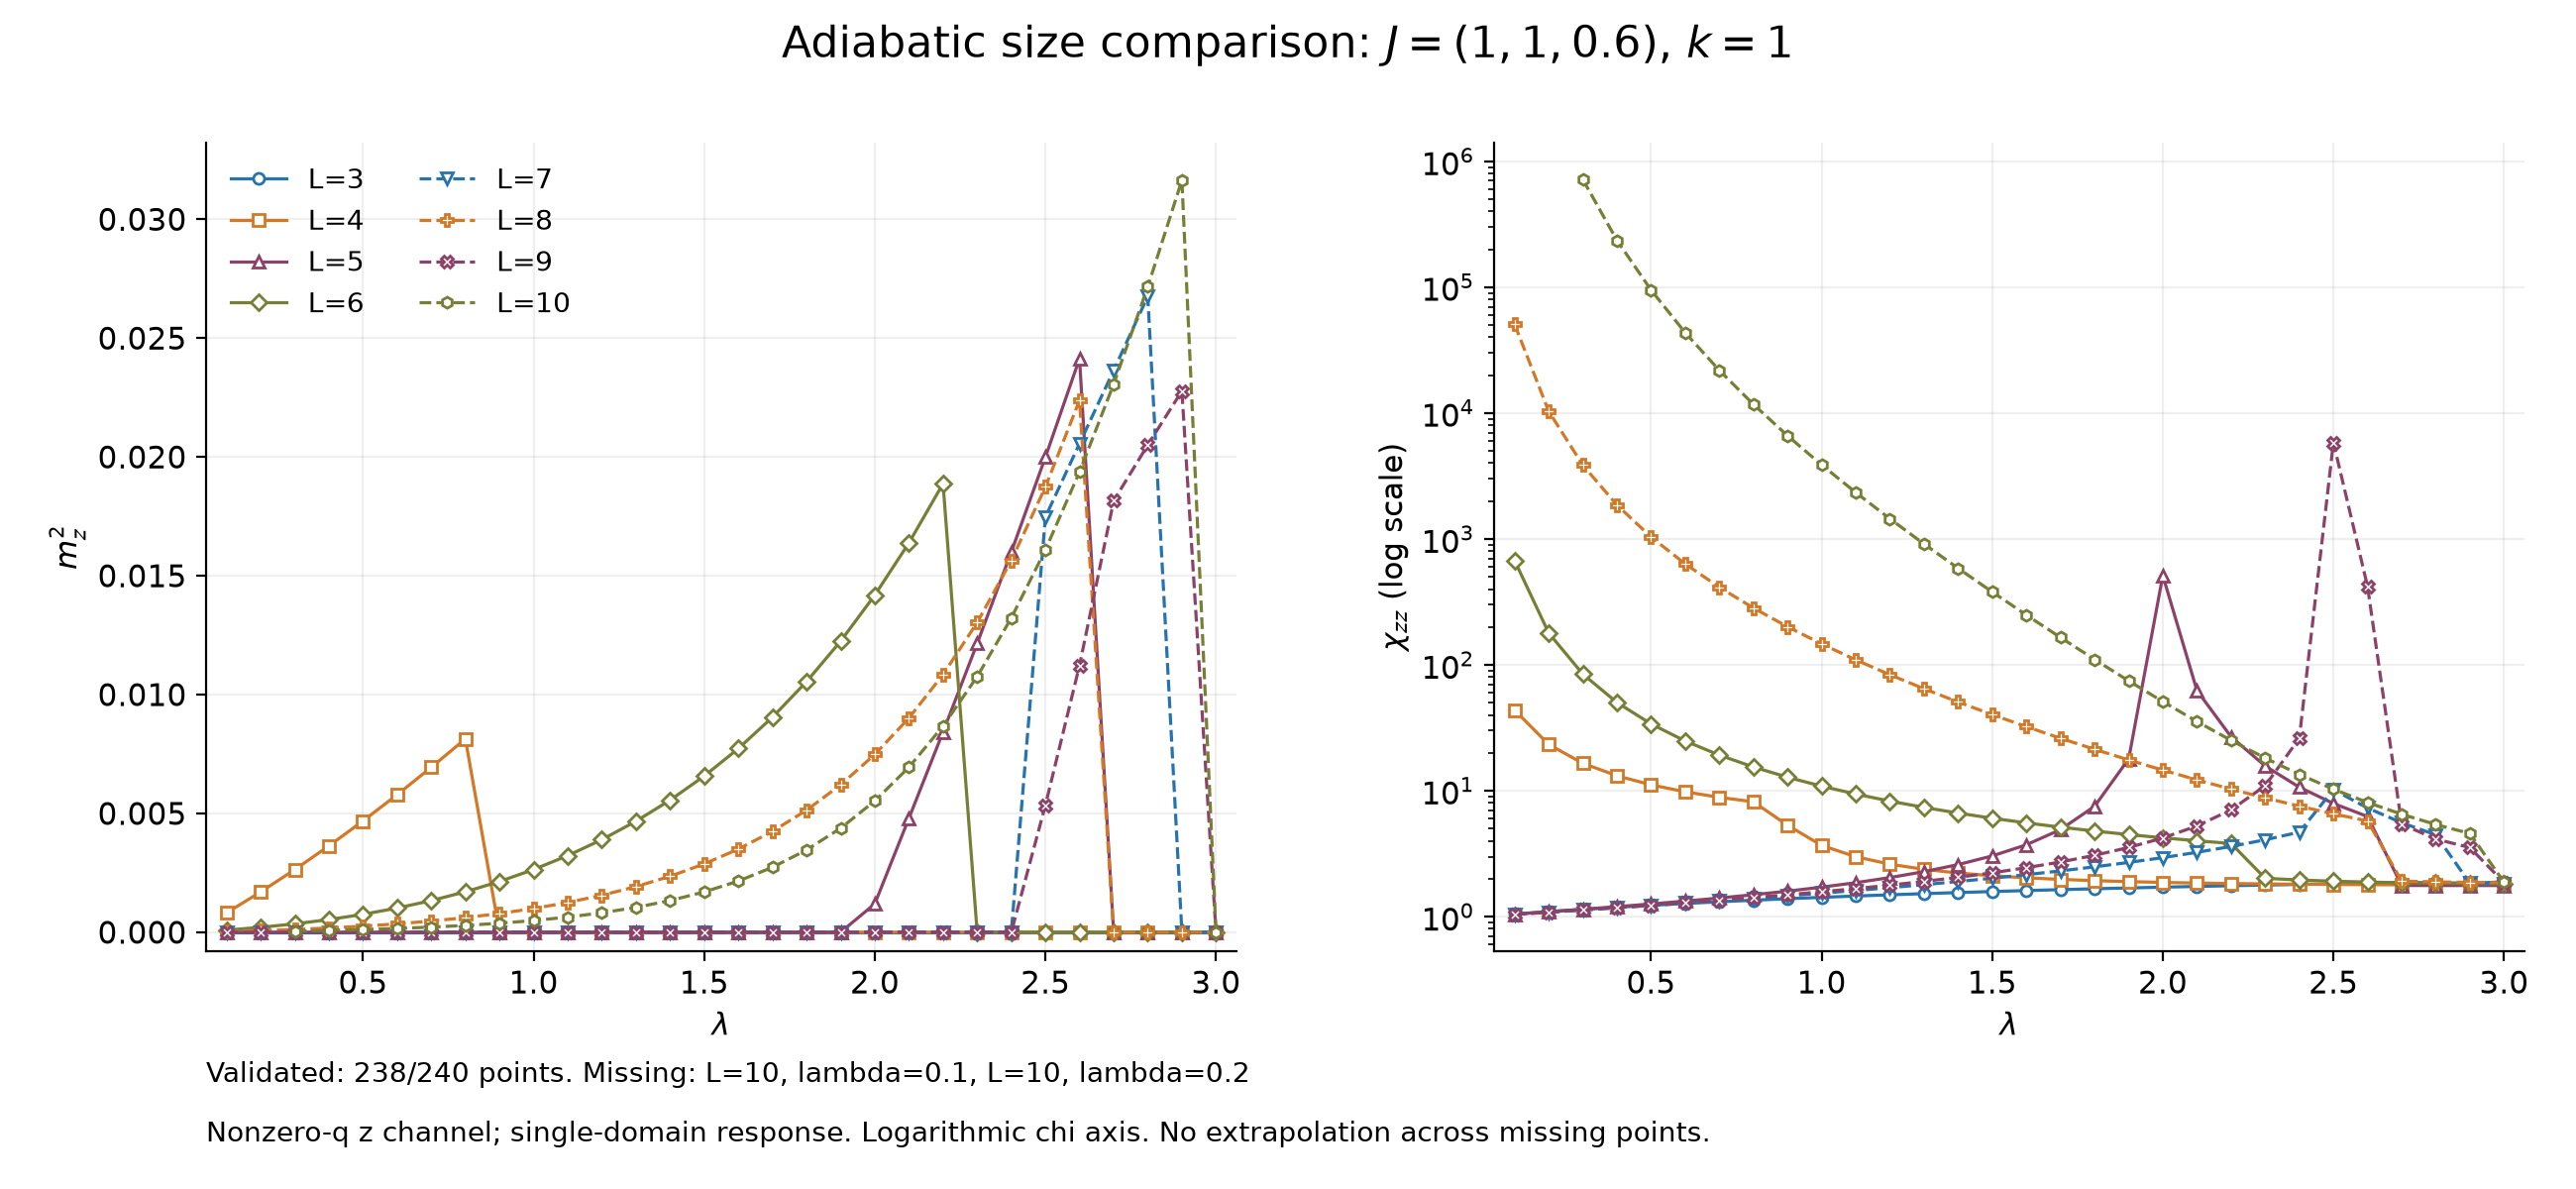 Adiabatic size comparison: J = (1, 1, 0.6), k = 1
L=3
L=4
L=5
L=6
L=7
L=8
L=9
L=10
m_z^2
0.030
0.025
0.020
0.015
0.010
0.005
0.000
0.5 1.0 1.5 2.0 2.5 3.0
λ
χ_zz (log scale)
10^6
10^5
10^4
10^3
10^2
10^1
10^0
0.5 1.0 1.5 2.0 2.5 3.0
λ
Validated: 238/240 points. Missing: L=10, lambda=0.1, L=10, lambda=0.2
Nonzero-q z channel; single-domain response. Logarithmic chi axis. No extrapolation across missing points.